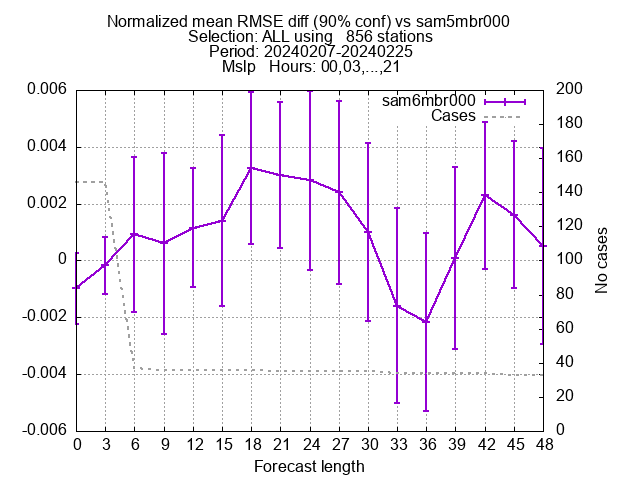 Normalized mean RMSE diff (90% conf) vs sam5mbr000
Selection: ALL using   856 stations
Period: 20240207-20240225
Mslp   Hours: 00,03,...,21
sam6mbr000
Cases
0.006
0.004
0.002
0
-0.002
-0.004
-0.006
200
180
160
140
120
100
80
60
40
20
0
No cases
0 3 6 9 12 15 18 21 24 27 30 33 36 39 42 45 48
Forecast length